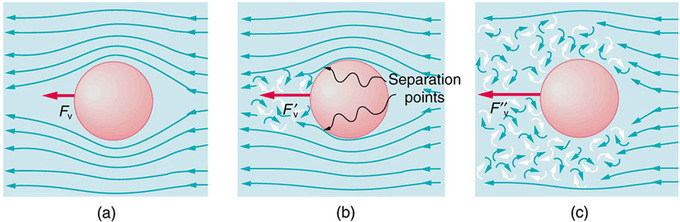 F_v
F'_v
Separation
points
F''_v
(a)
(b)
(c)